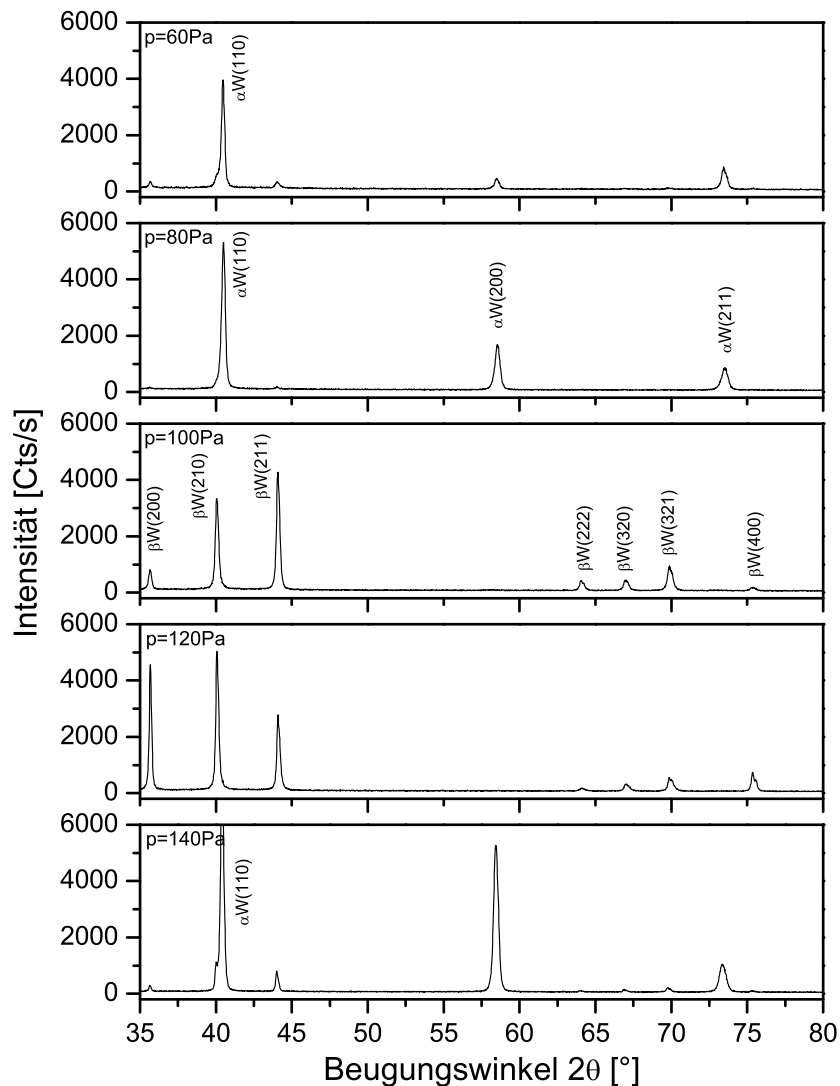 p=60Pa
αW(110)
6000
4000
2000
0
p=80Pa
αW(110)
αW(200)
αW(211)
6000
4000
2000
0
p=100Pa
βW(200)
βW(210)
βW(211)
βW(222)
βW(320)
βW(321)
βW(400)
6000
4000
2000
0
p=120Pa
6000
4000
2000
0
p=140Pa
αW(110)
6000
4000
2000
0
35 40 45 50 55 60 65 70 75 80
Intensität [Cts/s]
Beugungswinkel 2θ [°]